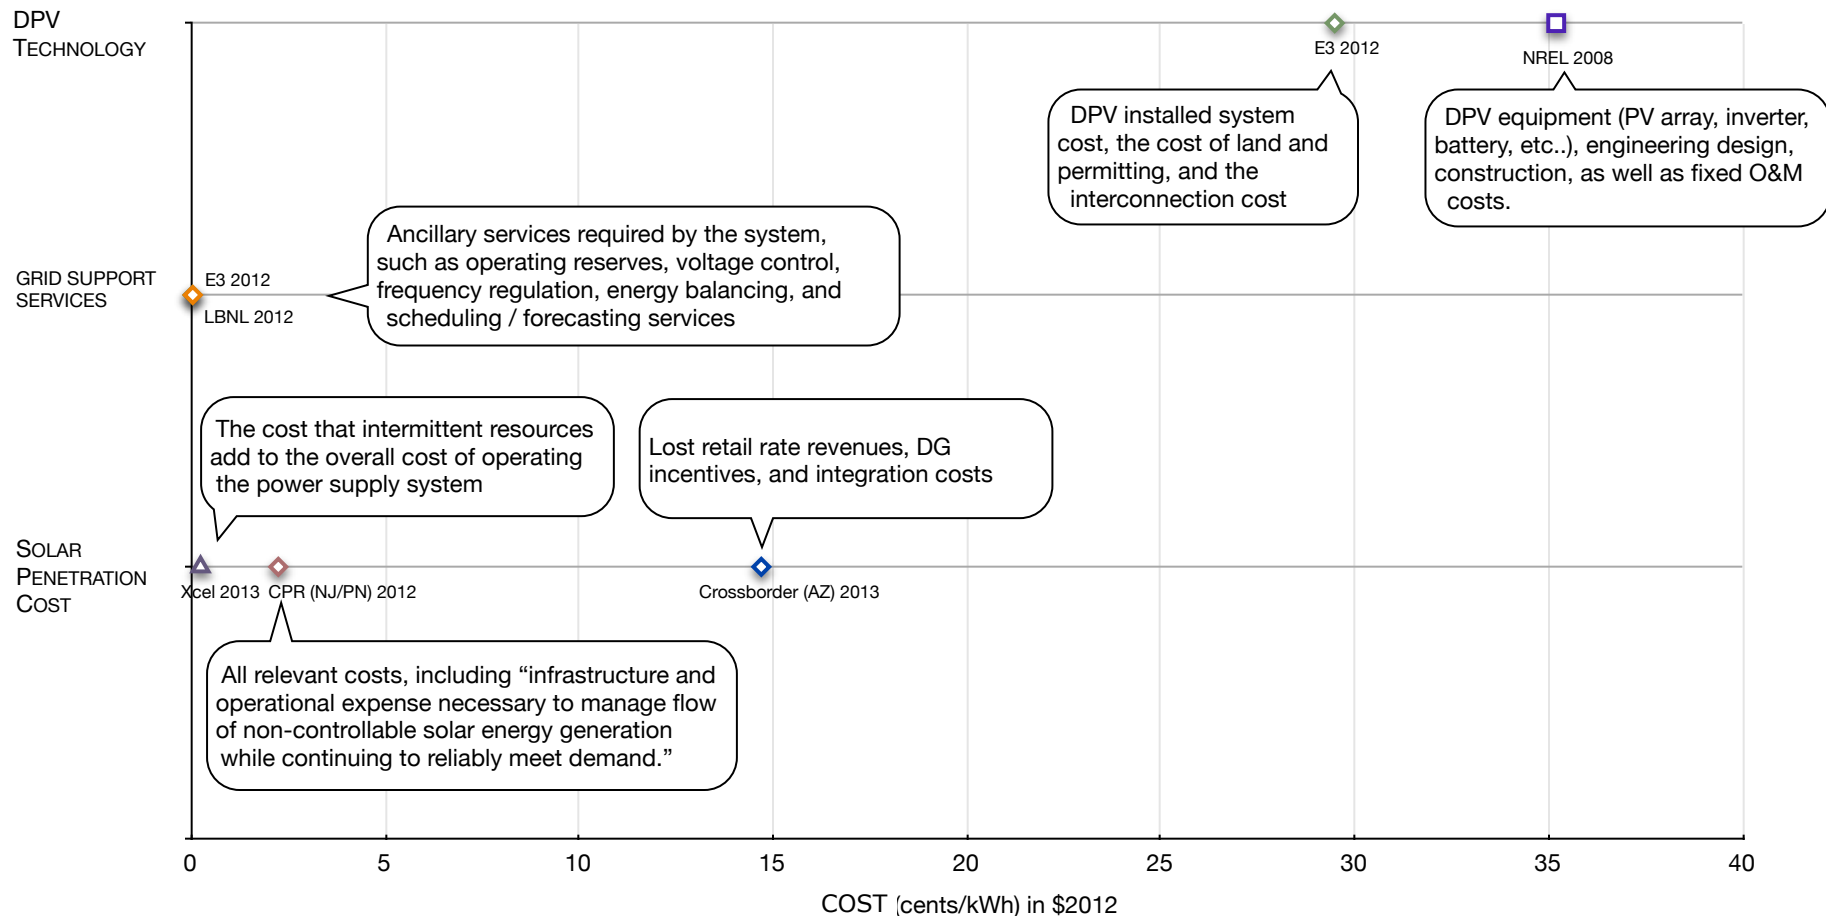 DPV
TECHNOLOGY
E3 2012
NREL 2008
DPV installed system
cost, the cost of land and
permitting, and the
interconnection cost
DPV equipment (PV array, inverter,
battery, etc..), engineering design,
construction, as well as fixed O&M
costs.
Ancillary services required by the system,
such as operating reserves, voltage control,
frequency regulation, energy balancing, and
scheduling / forecasting services
GRID SUPPORT
SERVICES
E3 2012
LBNL 2012
The cost that intermittent resources
add to the overall cost of operating
the power supply system
Lost retail rate revenues, DG
incentives, and integration costs
SOLAR
PENETRATION
COST
Xcel 2013
CPR (NJ/PN) 2012
Crossborder (AZ) 2013
All relevant costs, including “infrastructure and
operational expense necessary to manage flow
of non-controllable solar energy generation
while continuing to reliably meet demand.”
0 5 10 15 20 25 30 35 40
COST (cents/kWh) in $2012